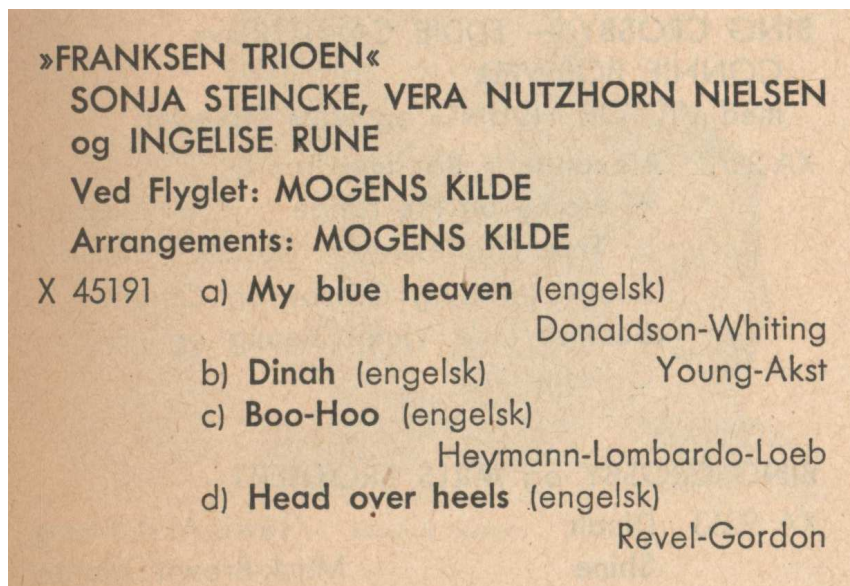 »FRANKSEN TRIOEN«
SONJA STEINCKE, VERA NUTZHORN NIELSEN
og INGELISE RUNE
Ved Flyglet: MOGENS KILDE
Arrangements: MOGENS KILDE
X 45191 a) My blue heaven (engelsk)
Donaldson-Whiting
b) Dinah (engelsk) Young-Akst
c) Boo-Hoo (engelsk)
Heymann-Lombardo-Loeb
d) Head over heels (engelsk)
Revel-Gordon